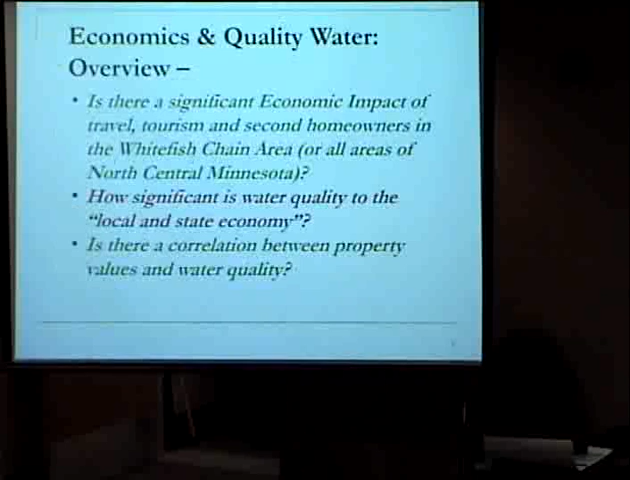 Economics & Quality Water:
Overview –
• Is there a significant Economic Impact of
travel, tourism and second homeowners in
the Whitefish Chain Area (or all areas of
North Central Minnesota)?
• How significant is water quality to the
“local and state economy”?
• Is there a correlation between property
values and water quality?